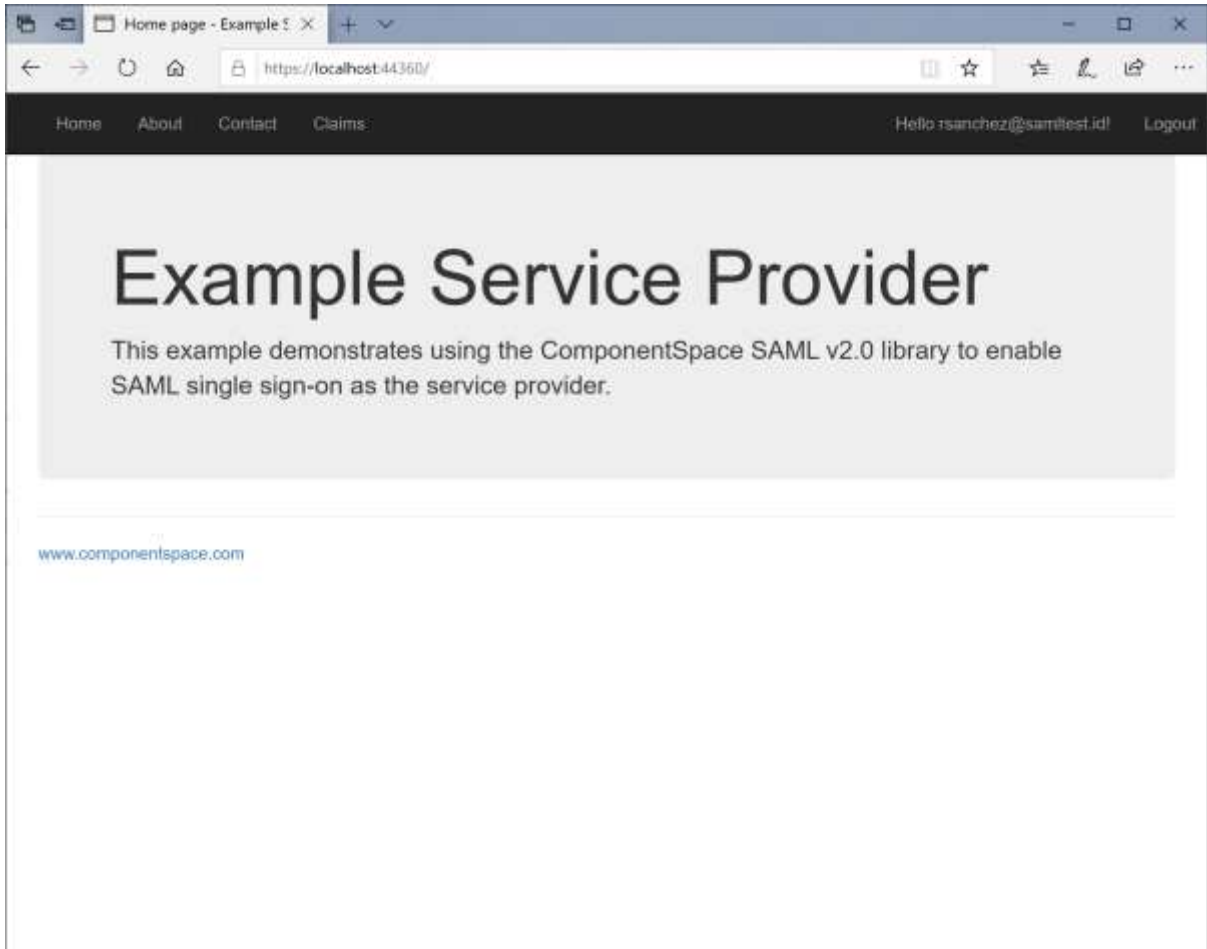 Home page - Example S
https://localhost:44360/
Home About Contact Claims Hello rsanchez@samltest.id! Logout
Example Service Provider
This example demonstrates using the ComponentSpace SAML v2.0 library to enable
SAML single sign-on as the service provider.
www.componentspace.com